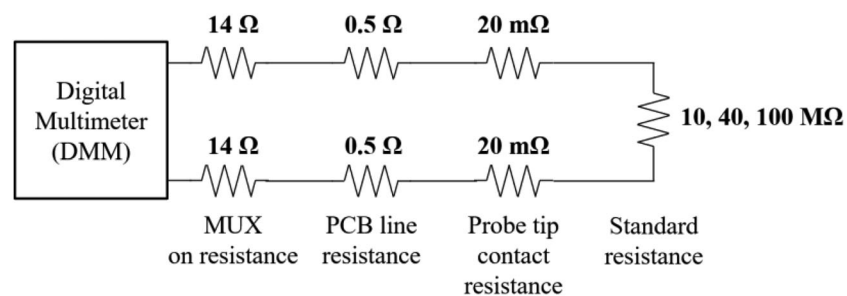 14 Ω 0.5 Ω 20 mΩ
Digital
Multimeter
(DMM)
10, 40, 100 MΩ
14 Ω 0.5 Ω 20 mΩ
MUX
on resistance
PCB line
resistance
Probe tip
contact
resistance
Standard
resistance